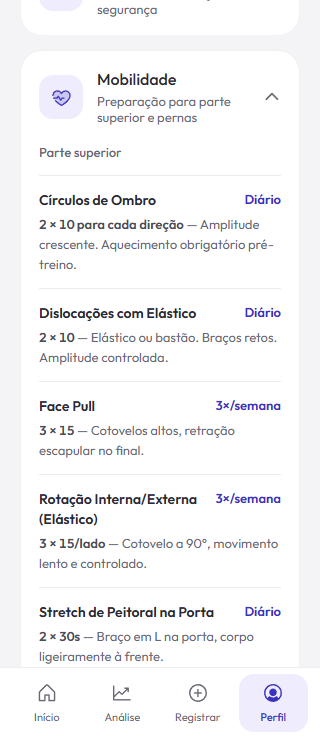 segurança
Mobilidade
Preparação para parte
superior e pernas
Parte superior
Círculos de Ombro
Diário
2 × 10 para cada direção — Amplitude
crescente. Aquecimento obrigatório pré-
treino.
Dislocações com Elástico
Diário
2 × 10 — Elástico ou bastão. Braços retos.
Amplitude controlada.
Face Pull
3×/semana
3 × 15 — Cotovelos altos, retração
escapular no final.
Rotação Interna/Externa
3×/semana
(Elástico)
3 × 15/lado — Cotovelo a 90°, movimento
lento e controlado.
Stretch de Peitoral na Porta
Diário
2 × 30s — Braço em L na porta, corpo
ligeiramente à frente.
Início
Análise
Registrar
Perfil